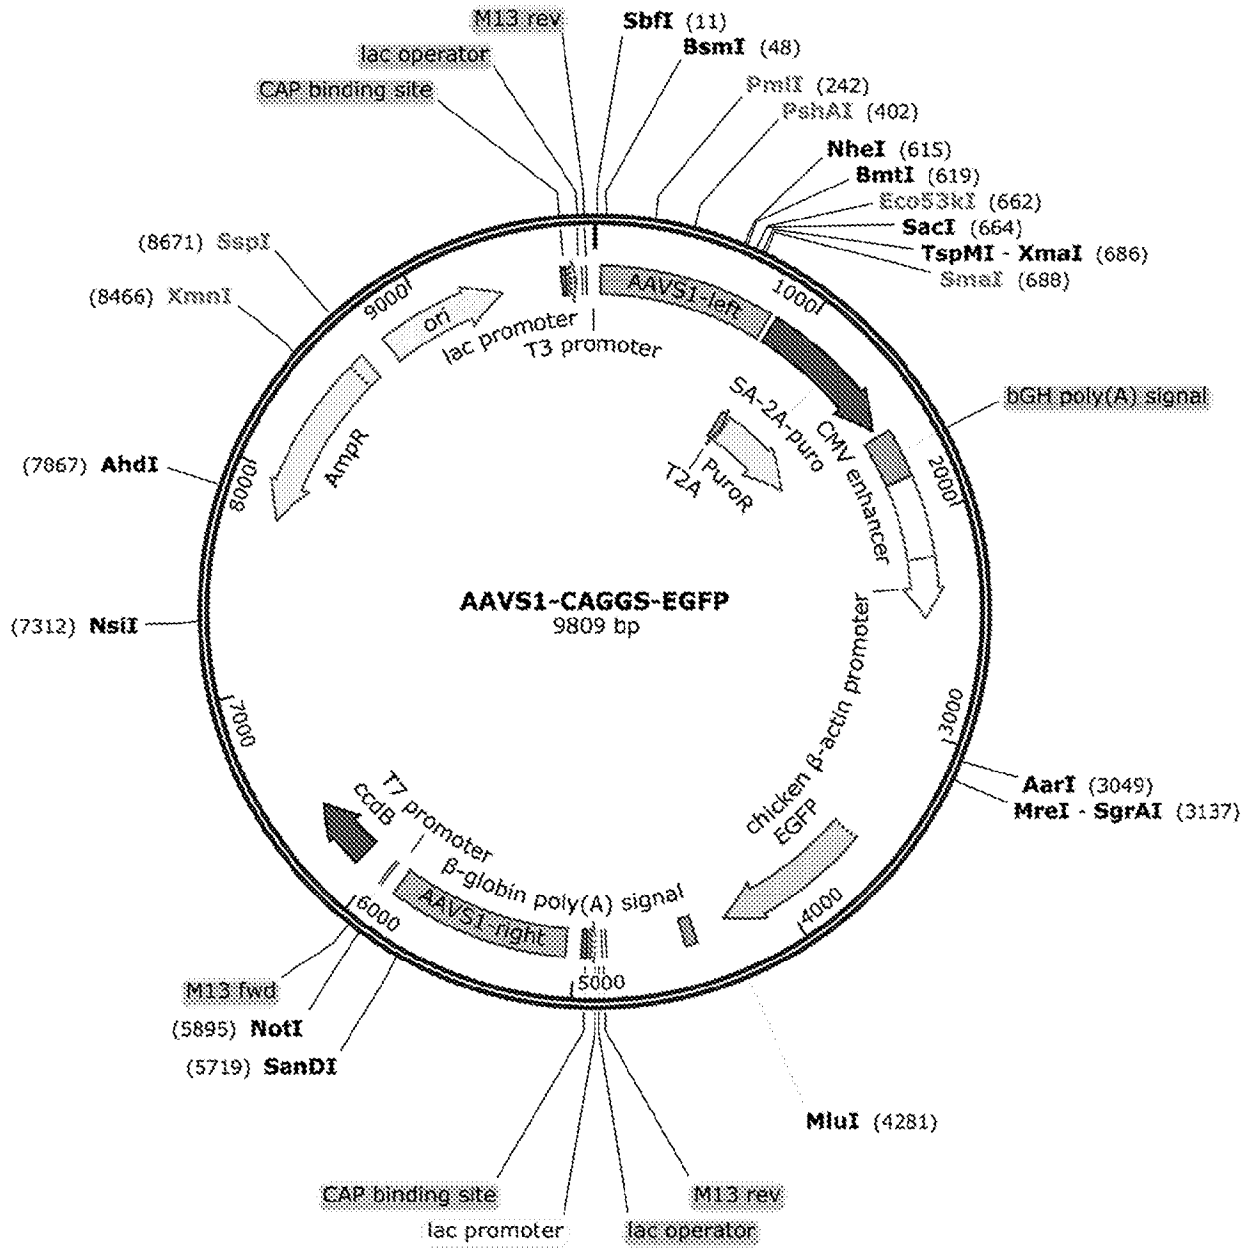 M13 rev
lac operator
CAP binding site
SbfI (11)
BsmI (48)
PmlI (242)
PshAI (402)
NheI (615)
BmtI (619)
Eco53kI (662)
SacI (664)
TspMI - XmaI (686)
SmaI (688)
(8671) SspI
(8466) XmnI
9000
ori
lac promoter
T3 promoter
AAVS1-left
1000
bGH poly(A) signal
SA-2A-puro
CMV enhancer
T2A
PuroR
2000
AmpR
(7867) AhdI
8000
AAVS1-CAGGS-EGFP
9809 bp
(7312) NsiI
7000
chicken β-actin promoter
3000
AarI (3049)
MreI - SgrAI (3137)
EGFP
4000
T7 promoter
ccdB
β-globin poly(A) signal
AAVS1-right
6000
5000
M13 fwd
(5895) NotI
(5719) SanDI
MluI (4281)
CAP binding site
lac promoter
M13 rev
lac operator